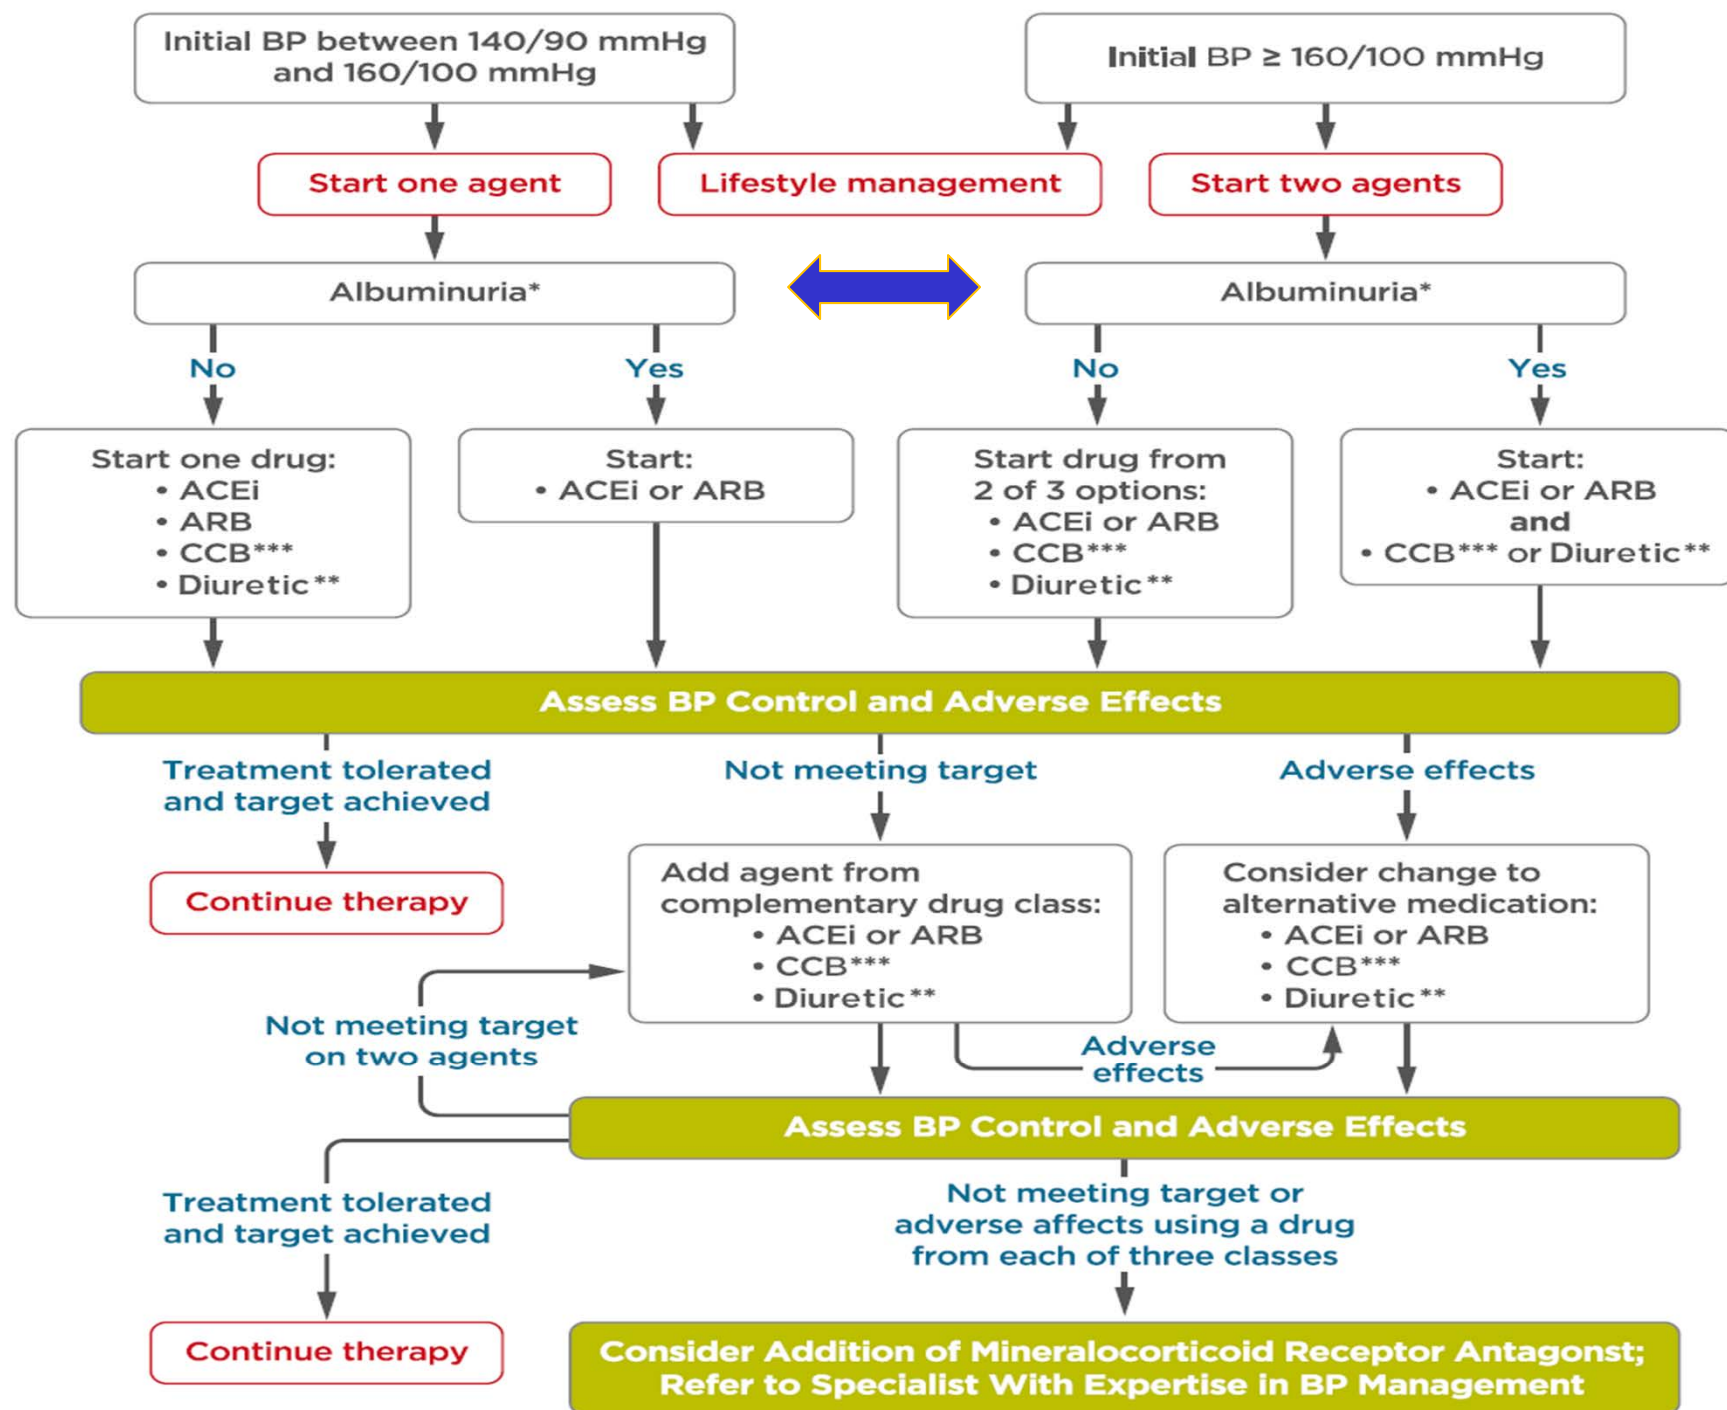 Initial BP between 140/90 mmHg
and 160/100 mmHg
Initial BP ≥ 160/100 mmHg
Start one agent
Lifestyle management
Start two agents
Albuminuria*
Albuminuria*
No
Yes
No
Yes
Start one drug:
• ACEi
• ARB
• CCB***
• Diuretic**
Start:
• ACEi or ARB
Start drug from
2 of 3 options:
• ACEi or ARB
• CCB***
• Diuretic**
Start:
• ACEi or ARB
and
• CCB*** or Diuretic**
Assess BP Control and Adverse Effects
Treatment tolerated
and target achieved
Not meeting target
Adverse effects
Continue therapy
Add agent from
complementary drug class:
• ACEi or ARB
• CCB***
• Diuretic**
Consider change to
alternative medication:
• ACEi or ARB
• CCB***
• Diuretic**
Not meeting target
on two agents
Adverse
effects
Assess BP Control and Adverse Effects
Treatment tolerated
and target achieved
Not meeting target or
adverse affects using a drug
from each of three classes
Continue therapy
Consider Addition of Mineralocorticoid Receptor Antagonst;
Refer to Specialist With Expertise in BP Management